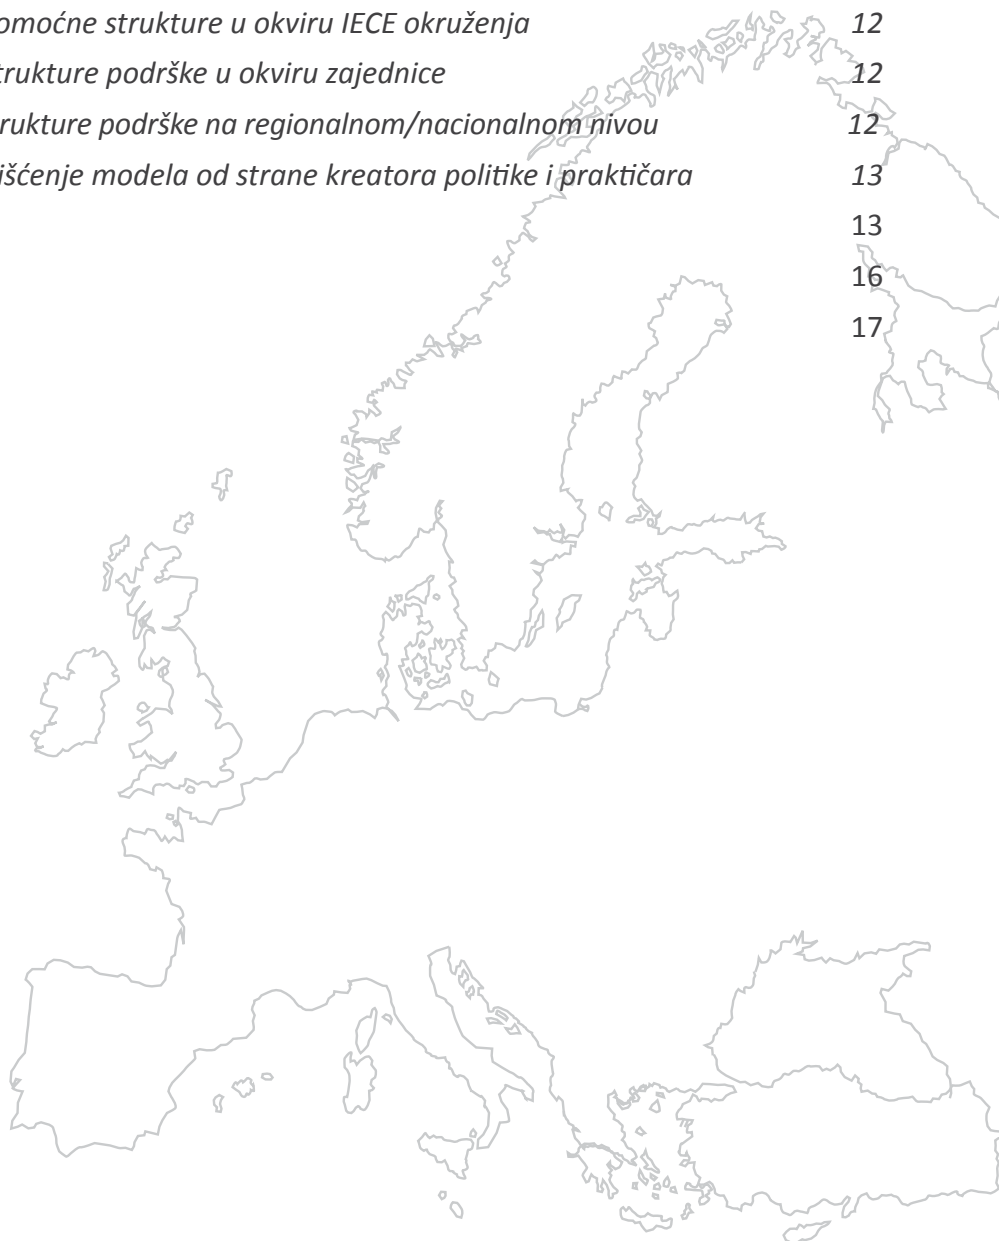 omoćne strukture u okviru IECE okruženja 12
trukture podrške u okviru zajednice 12
rukture podrške na regionalnom/nacionalnom nivou 12
išćenje modela od strane kreatora politike i praktičara 13
13
16
17